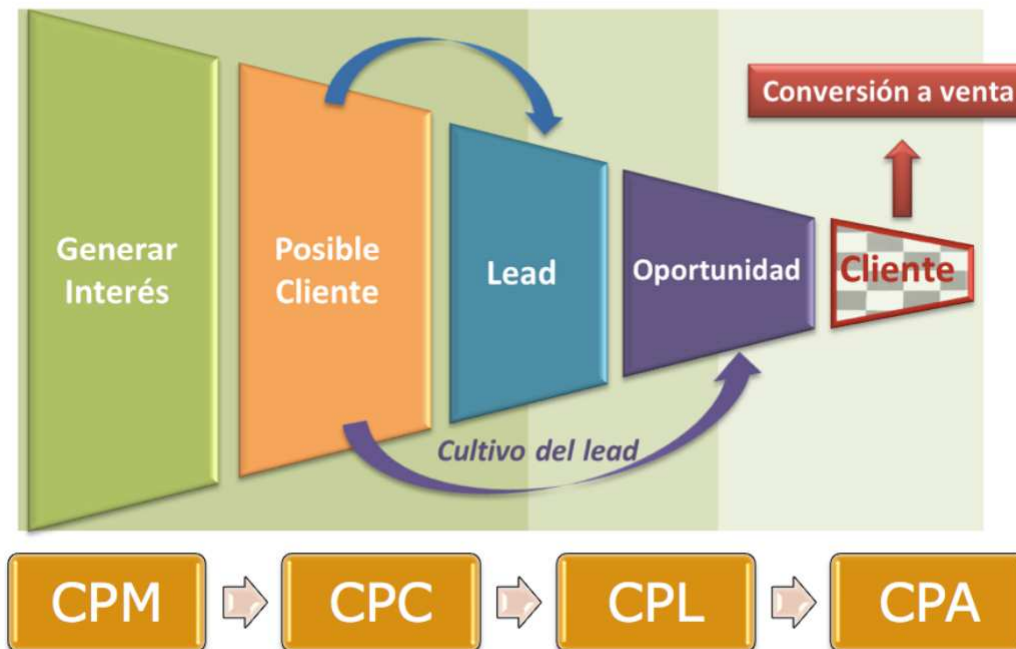 Generar
Interés
Posible
Cliente
Lead
Oportunidad
Cliente
Conversión a venta
Cultivo del lead
CPM
CPC
CPL
CPA